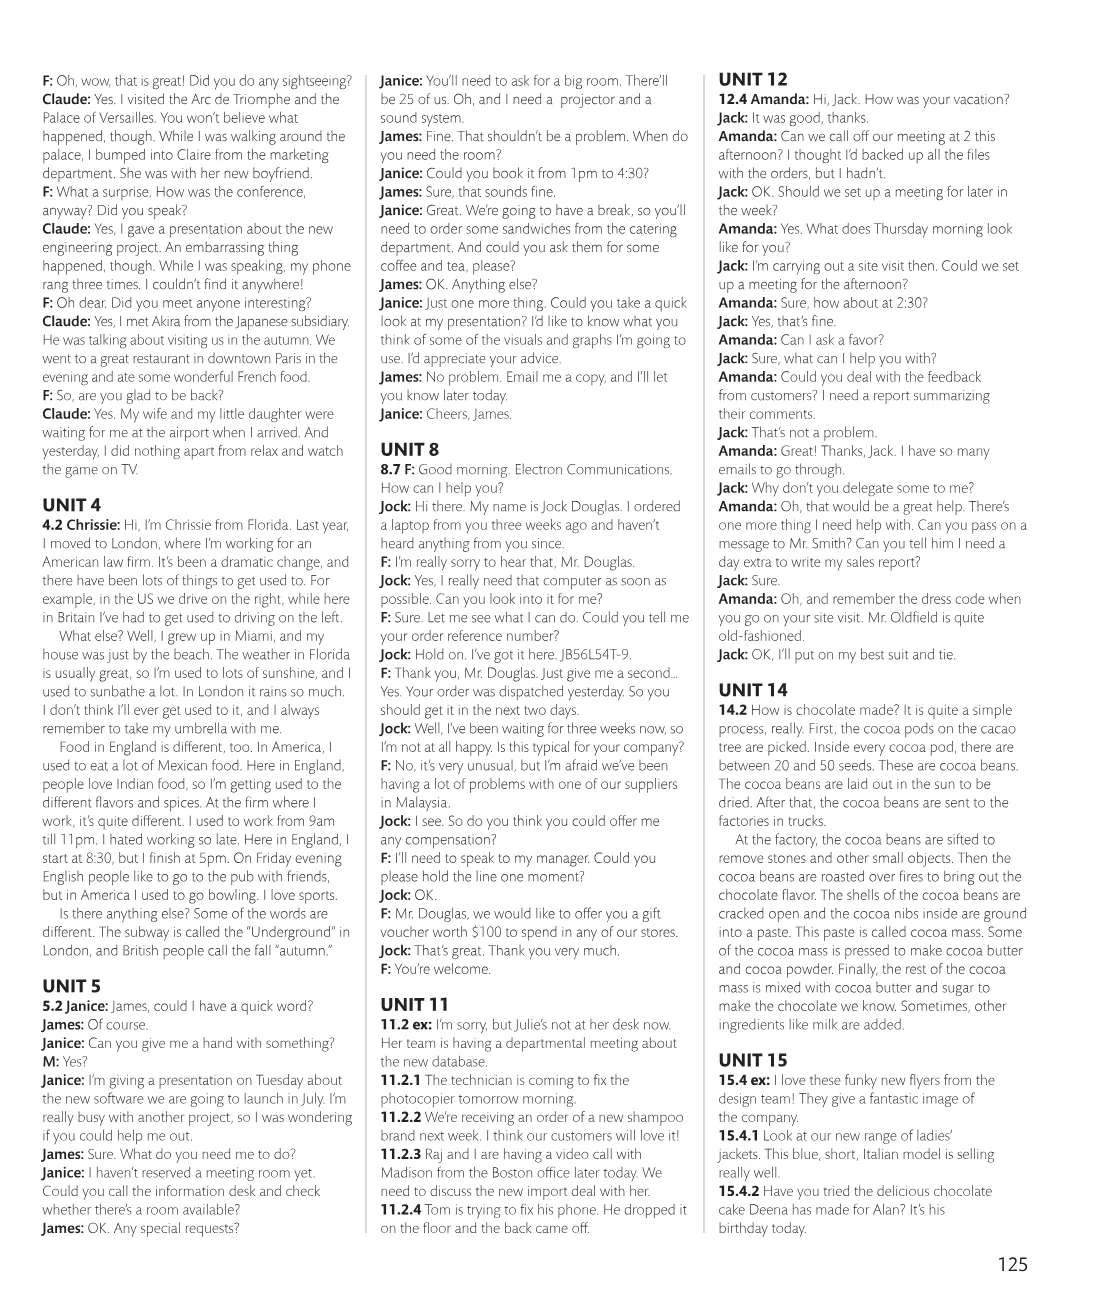 F: Oh, wow, that is great! Did you do any sightseeing?
Claude: Yes. I visited the Arc de Triomphe and the
Palace of Versailles. You won't believe what
happened, though. While I was walking around the
palace, I bumped into Claire from the marketing
department. She was with her new boyfriend.
F: What a surprise. How was the conference,
anyway? Did you speak?
Claude: Yes, I gave a presentation about the new
engineering project. An embarrassing thing
happened, though. While I was speaking, my phone
rang three times. I couldn't find it anywhere!
F: Oh dear. Did you meet anyone interesting?
Claude: Yes, I met Akira from the Japanese subsidiary.
He was talking about visiting us in the autumn. We
went to a great restaurant in downtown Paris in the
evening and ate some wonderful French food.
F: So, are you glad to be back?
Claude: Yes. My wife and my little daughter were
waiting for me at the airport when I arrived. And
yesterday, I did nothing apart from relax and watch
the game on TV.
UNIT 4
4.2 Chrissie: Hi, I'm Chrissie from Florida. Last year,
I moved to London, where I'm working for an
American law firm. It's been a dramatic change, and
there have been lots of things to get used to. For
example, in the US we drive on the right, while here
in Britain I've had to get used to driving on the left.
What else? Well, I grew up in Miami, and my
house was just by the beach. The weather in Florida
is usually great, so I'm used to lots of sunshine, and I
used to sunbathe a lot. In London it rains so much.
I don't think I'll ever get used to it, and I always
remember to take my umbrella with me.
Food in England is different, too. In America, I
used to eat a lot of Mexican food. Here in England,
people love Indian food, so I'm getting used to the
different flavors and spices. At the firm where I
work, it's quite different. I used to work from 9am
till 11pm. I hated working so late. Here in England, I
start at 8:30, but I finish at 5pm. On Friday evening
English people like to go to the pub with friends,
but in America I used to go bowling. I love sports.
Is there anything else? Some of the words are
different. The subway is called the "Underground" in
London, and British people call the fall "autumn."
UNIT 5
5.2 Janice: James, could I have a quick word?
James: Of course.
Janice: Can you give me a hand with something?
M: Yes?
Janice: I'm giving a presentation on Tuesday about
the new software we are going to launch in July. I'm
really busy with another project, so I was wondering
if you could help me out.
James: Sure. What do you need me to do?
Janice: I haven't reserved a meeting room yet.
Could you call the information desk and check
whether there's a room available?
James: OK. Any special requests?
Janice: You'll need to ask for a big room. There'll
be 25 of us. Oh, and I need a projector and a
sound system.
James: Fine. That shouldn't be a problem. When do
you need the room?
Janice: Could you book it from 1pm to 4:30?
James: Sure, that sounds fine.
Janice: Great. We're going to have a break, so you'll
need to order some sandwiches from the catering
department. And could you ask them for some
coffee and tea, please?
James: OK. Anything else?
Janice: Just one more thing. Could you take a quick
look at my presentation? I'd like to know what you
think of some of the visuals and graphs I'm going to
use. I'd appreciate your advice.
James: No problem. Email me a copy, and I'll let
you know later today.
Janice: Cheers, James.
UNIT 8
8.7 F: Good morning. Electron Communications.
How can I help you?
Jock: Hi there. My name is Jock Douglas. I ordered
a laptop from you three weeks ago and haven't
heard anything from you since.
F: I'm really sorry to hear that, Mr. Douglas.
Jock: Yes, I really need that computer as soon as
possible. Can you look into it for me?
F: Sure. Let me see what I can do. Could you tell me
your order reference number?
Jock: Hold on. I've got it here. JB56L54T-9.
F: Thank you, Mr. Douglas. Just give me a second...
Yes. Your order was dispatched yesterday. So you
should get it in the next two days.
Jock: Well, I've been waiting for three weeks now, so
I'm not at all happy. Is this typical for your company?
F: No, it's very unusual, but I'm afraid we've been
having a lot of problems with one of our suppliers
in Malaysia.
Jock: I see. So do you think you could offer me
any compensation?
F: I'll need to speak to my manager. Could you
please hold the line one moment?
Jock: OK.
F: Mr. Douglas, we would like to offer you a gift
voucher worth $100 to spend in any of our stores.
Jock: That's great. Thank you very much.
F: You're welcome.
UNIT 11
11.2 ex: I'm sorry, but Julie's not at her desk now.
Her team is having a departmental meeting about
the new database.
11.2.1 The technician is coming to fix the
photocopier tomorrow morning.
11.2.2 We're receiving an order of a new shampoo
brand next week. I think our customers will love it!
11.2.3 Raj and I are having a video call with
Madison from the Boston office later today. We
need to discuss the new import deal with her.
11.2.4 Tom is trying to fix his phone. He dropped it
on the floor and the back came off.
UNIT 12
12.4 Amanda: Hi, Jack. How was your vacation?
Jack: It was good, thanks.
Amanda: Can we call off our meeting at 2 this
afternoon? I thought I'd backed up all the files
with the orders, but I hadn't.
Jack: OK. Should we set up a meeting for later in
the week?
Amanda: Yes. What does Thursday morning look
like for you?
Jack: I'm carrying out a site visit then. Could we set
up a meeting for the afternoon?
Amanda: Sure, how about at 2:30?
Jack: Yes, that's fine.
Amanda: Can I ask a favor?
Jack: Sure, what can I help you with?
Amanda: Could you deal with the feedback
from customers? I need a report summarizing
their comments.
Jack: That's not a problem.
Amanda: Great! Thanks, Jack. I have so many
emails to go through.
Jack: Why don't you delegate some to me?
Amanda: Oh, that would be a great help. There's
one more thing I need help with. Can you pass on a
message to Mr. Smith? Can you tell him I need a
day extra to write my sales report?
Jack: Sure.
Amanda: Oh, and remember the dress code when
you go on your site visit. Mr. Oldfield is quite
old-fashioned.
Jack: OK, I'll put on my best suit and tie.
UNIT 14
14.2 How is chocolate made? It is quite a simple
process, really. First, the cocoa pods on the cacao
tree are picked. Inside every cocoa pod, there are
between 20 and 50 seeds. These are cocoa beans.
The cocoa beans are laid out in the sun to be
dried. After that, the cocoa beans are sent to the
factories in trucks.
At the factory, the cocoa beans are sifted to
remove stones and other small objects. Then the
cocoa beans are roasted over fires to bring out the
chocolate flavor. The shells of the cocoa beans are
cracked open and the cocoa nibs inside are ground
into a paste. This paste is called cocoa mass. Some
of the cocoa mass is pressed to make cocoa butter
and cocoa powder. Finally, the rest of the cocoa
mass is mixed with cocoa butter and sugar to
make the chocolate we know. Sometimes, other
ingredients like milk are added.
UNIT 15
15.4 ex: I love these funky new flyers from the
design team! They give a fantastic image of
the company.
15.4.1 Look at our new range of ladies'
jackets. This blue, short, Italian model is selling
really well.
15.4.2 Have you tried the delicious chocolate
cake Deena has made for Alan? It's his
birthday today.
125